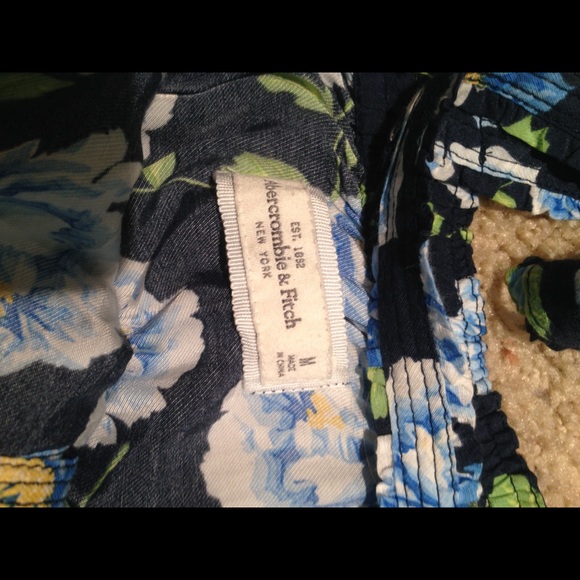 EST. 1892
Abercrombie & Fitch
NEW YORK
M
MADE
IN CHINA